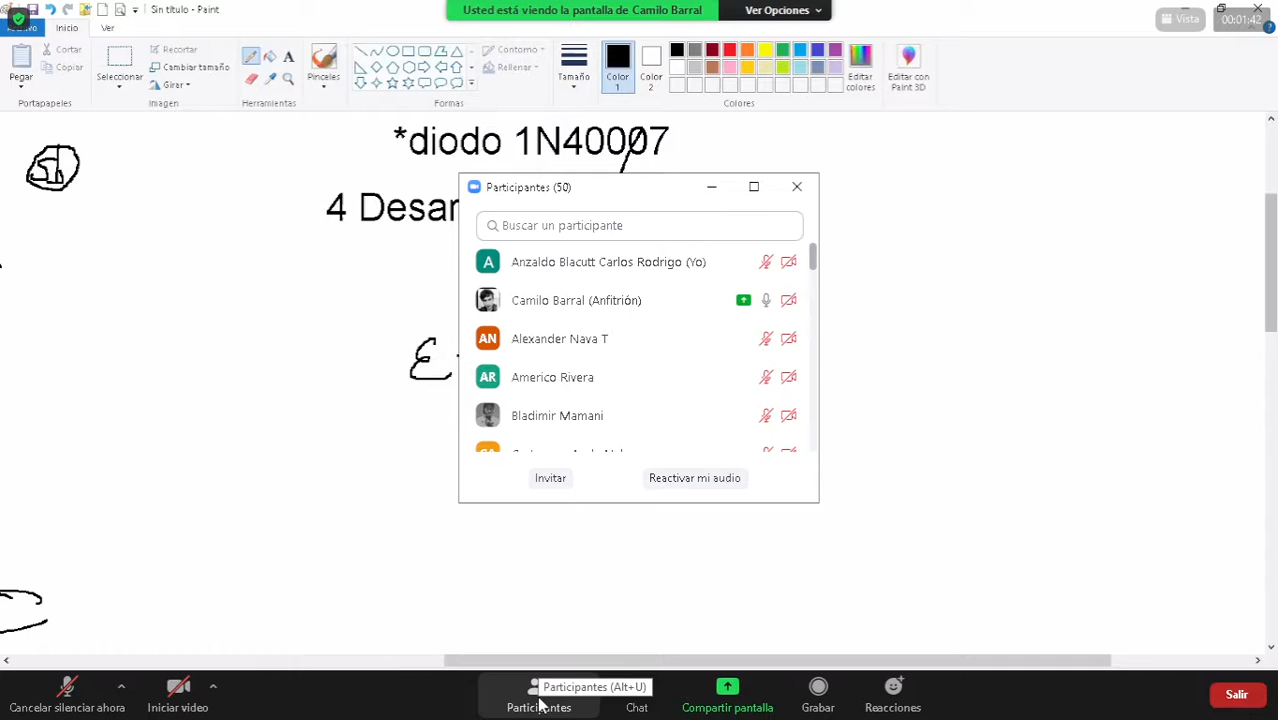 Sin título - Paint
Usted está viendo la pantalla de Camilo Barral
Ver Opciones
Vista
00:01:42
Archivo
Inicio
Ver
Pegar
Cortar
Copiar
Portapapeles
Seleccionar
Recortar
Cambiar tamaño
Girar
Imagen
A
Herramientas
Pinceles
Contorno
Rellenar
Formas
Tamaño
Color 1
Color 2
Editar colores
Colores
Editar con Paint 3D
*diodo 1N40007
4 Desar
Participantes (50)
Buscar un participante
A Anzaldo Blacutt Carlos Rodrigo (Yo)
Camilo Barral (Anfitrión)
AN Alexander Nava T
AR Americo Rivera
Bladimir Mamani
Invitar
Reactivar mi audio
E
Participantes (Alt+U)
Cancelar silenciar ahora
Iniciar video
Participantes
Chat
Compartir pantalla
Grabar
Reacciones
Salir